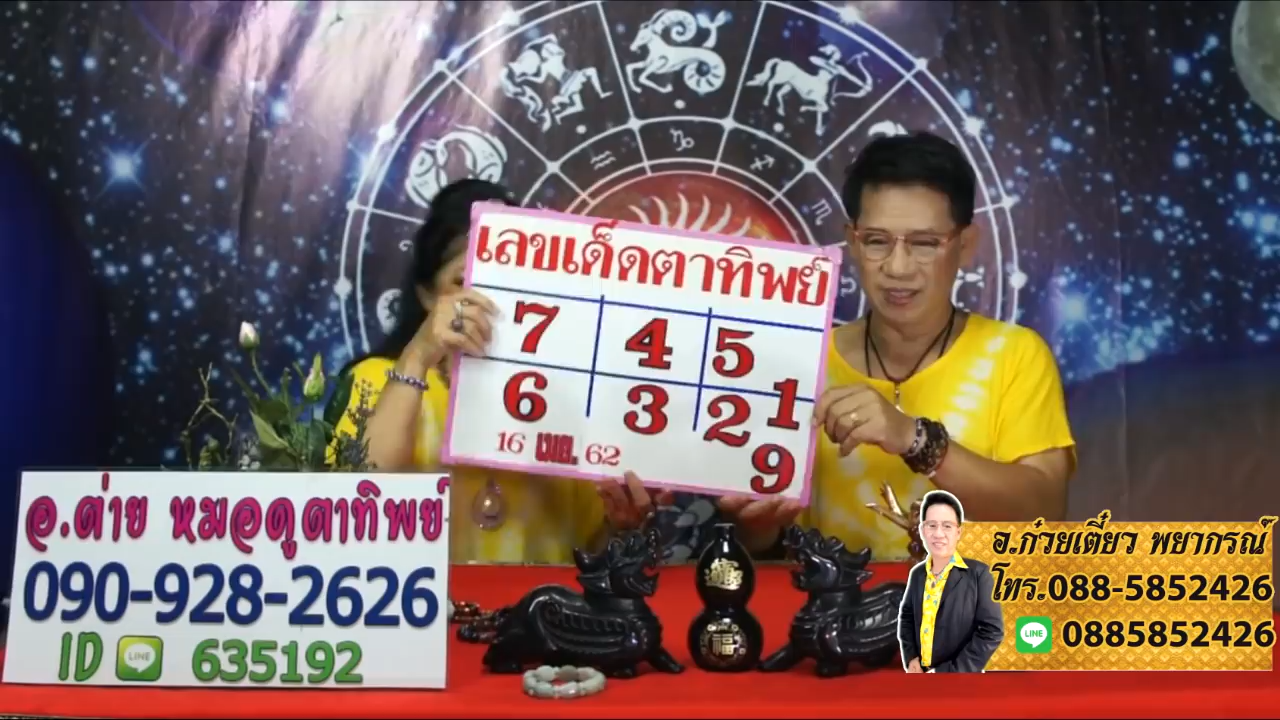 เลขเด็ดตาทิพย์
7 4 5 1
6 3 2 9
16 เมย. 62
อ.ต่าย หมอดูตาทิพย์
090-928-2626
ID LINE 635192
อ.ก๋วยเตี๋ยว พยากรณ์
โทร.088-5852426
LINE 0885852426
福